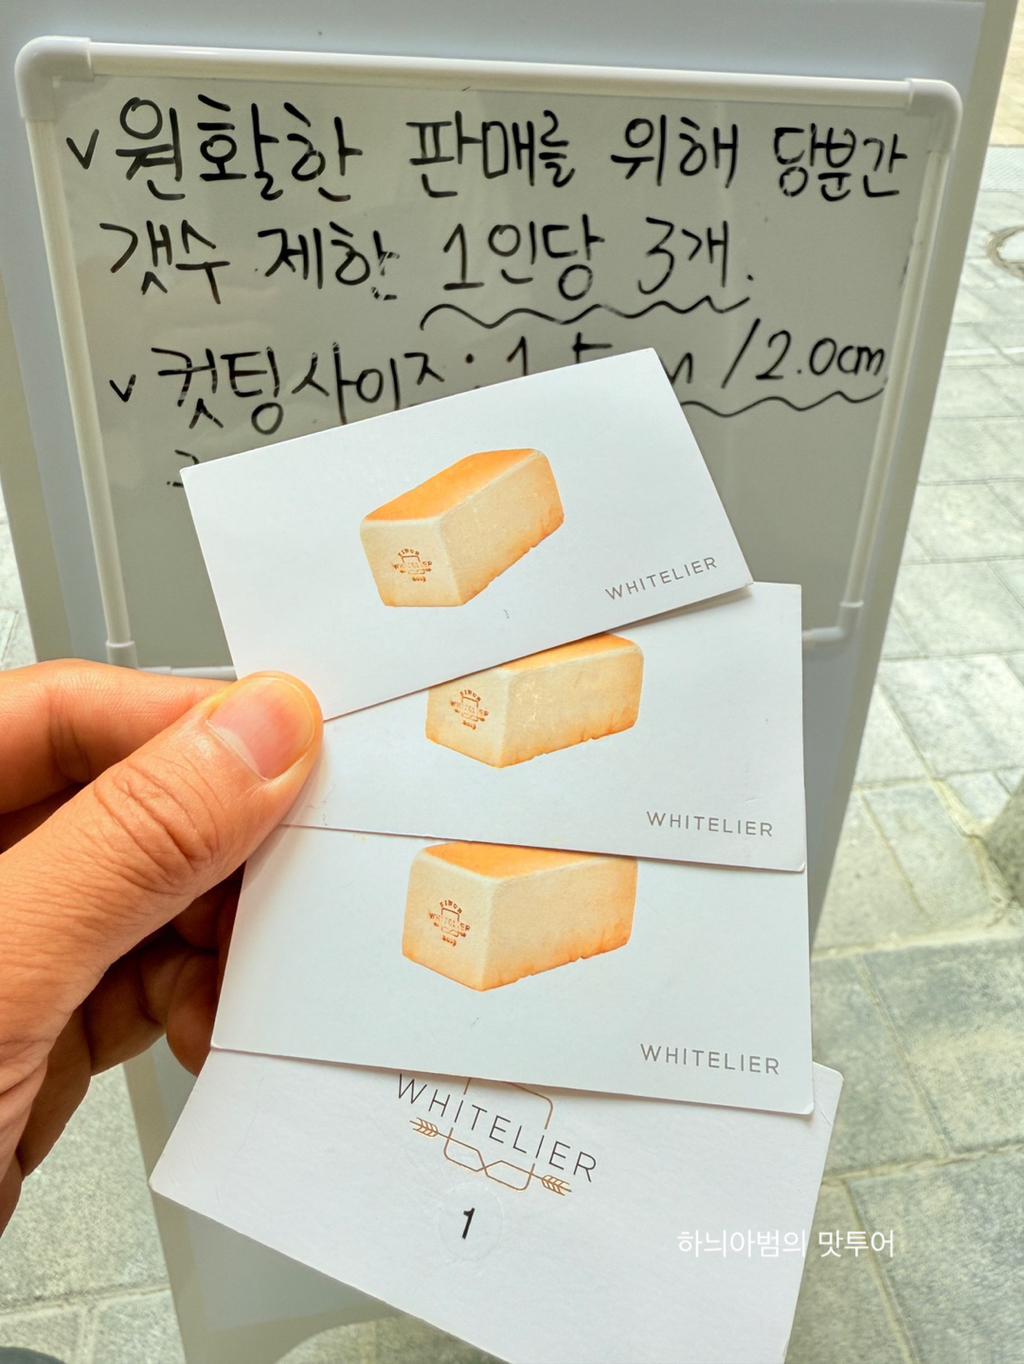 v 원활한 판매를 위해 당분간
갯수 제한 1인당 3개.
v 컷팅사이즈: 1.5cm /2.0cm
WHITELIER
WHITELIER
WHITELIER
WHITELIER
1
하늬아범의 맛투어